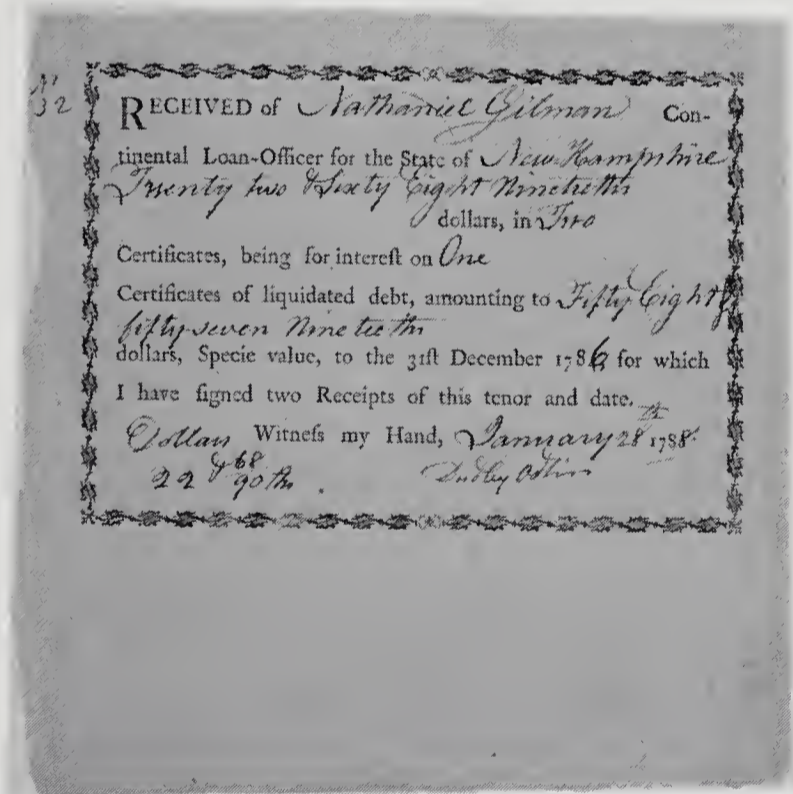 No
32
RECEIVED of Nathaniel Gilman Con-
tinental Loan-Officer for the State of New Hampshire
Twenty two & Sixty Eight Ninetieths
dollars, in Two
Certificates, being for intereſt on One
Certificates of liquidated debt, amounting to Fifty Eight &
fifty seven Ninetieths
dollars, Specie value, to the 31ſt December 1786 for which
I have ſigned two Receipts of this tenor and date.
Dollars Witneſs my Hand, January 28th 1788
22 & 68
90ths
Dudley